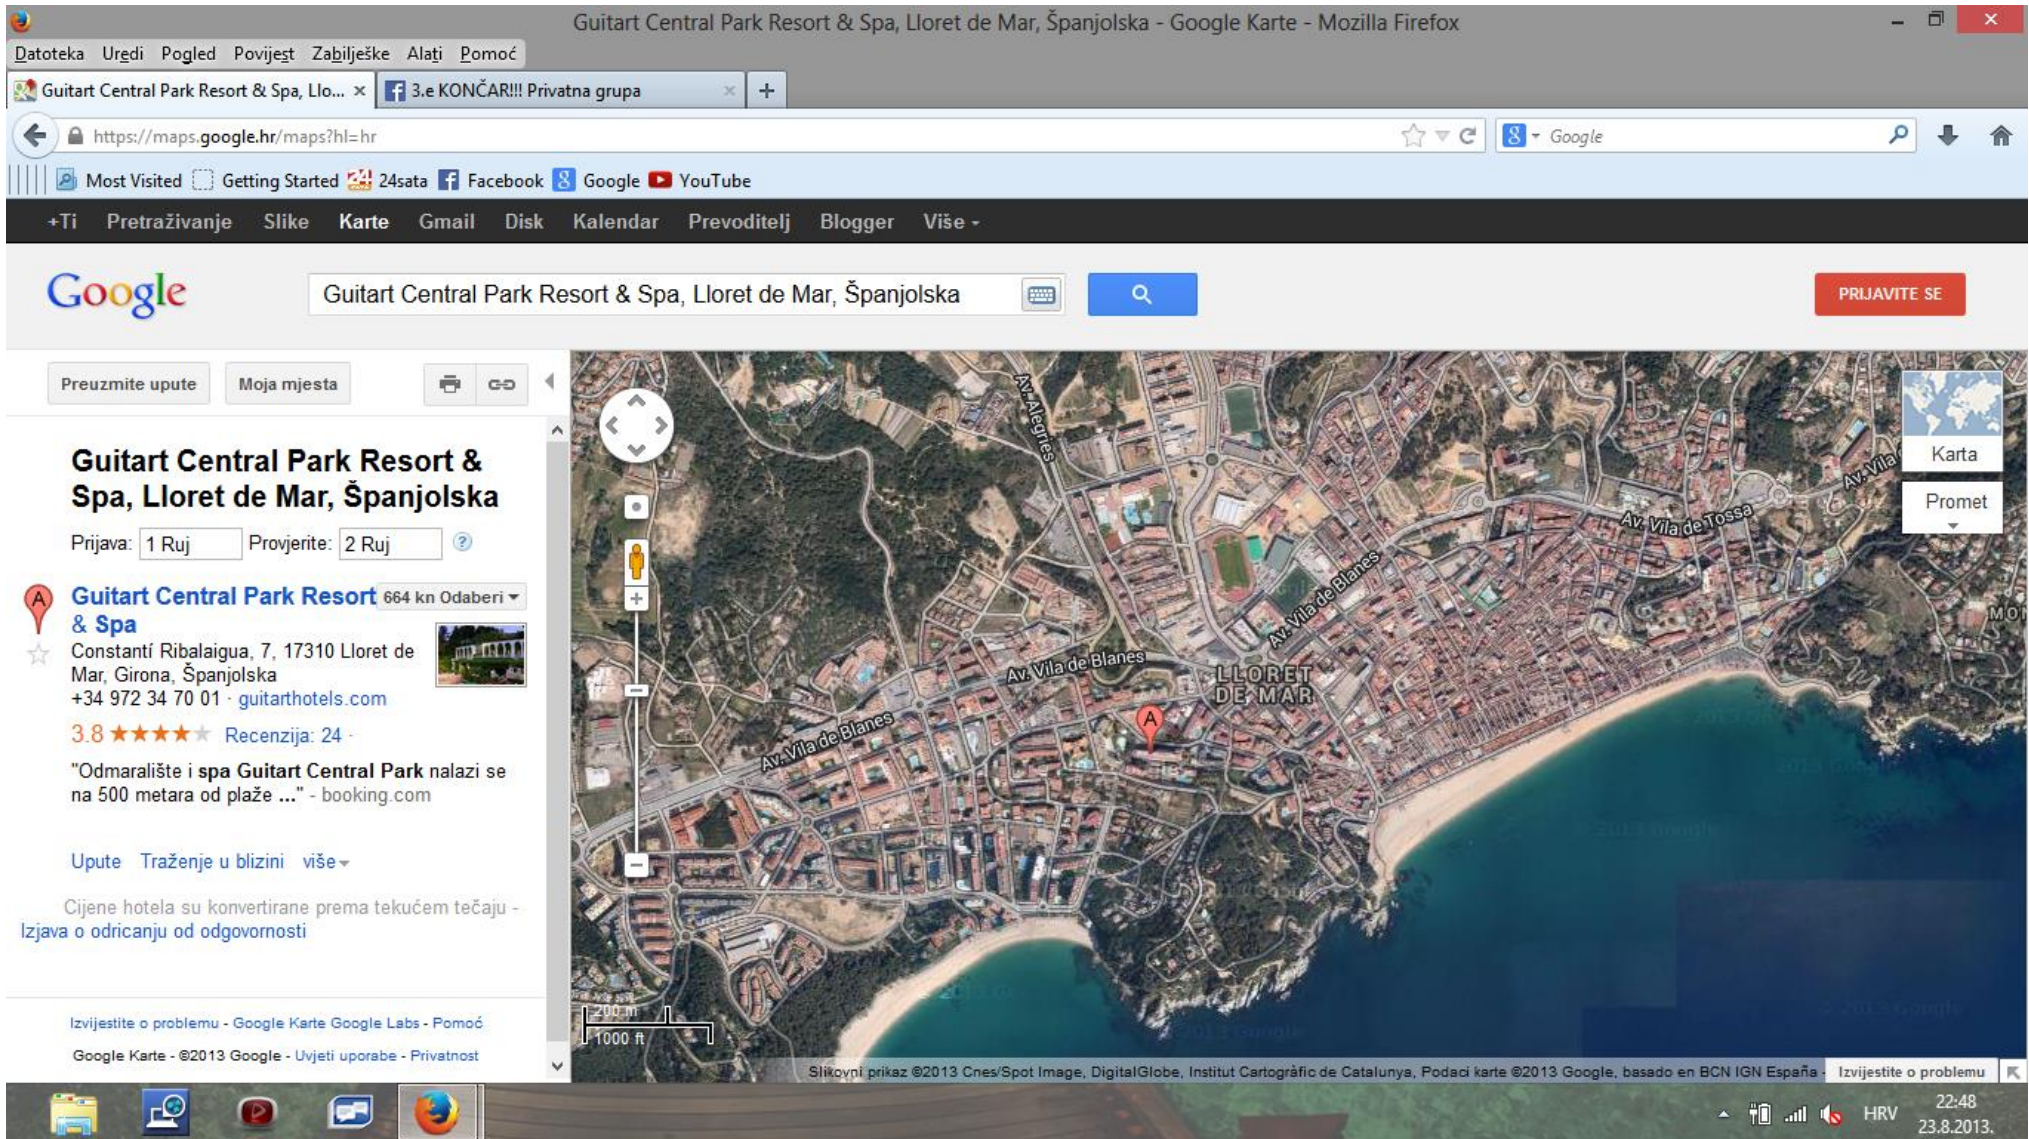 Guitart Central Park Resort & Spa, Lloret de Mar, Španjolska - Google Karte - Mozilla Firefox
Datoteka Uredi Pogled Povijest Zabilješke Alati Pomoć
Guitart Central Park Resort & Spa, Llo...
3.e KONČAR!!! Privatna grupa
https://maps.google.hr/maps?hl=hr
Google
Most Visited Getting Started 24sata Facebook Google YouTube
+Ti Pretraživanje Slike Karte Gmail Disk Kalendar Prevoditelj Blogger Više
Google
Guitart Central Park Resort & Spa, Lloret de Mar, Španjolska
PRIJAVITE SE
Preuzmite upute Moja mjesta
Guitart Central Park Resort &
Spa, Lloret de Mar, Španjolska
Prijava: 1 Ruj Provjerite: 2 Ruj ?
A
Guitart Central Park Resort 664 kn Odaberi
& Spa
Constantí Ribalaigua, 7, 17310 Lloret de
Mar, Girona, Španjolska
+34 972 34 70 01 · guitarthotels.com
3.8 Recenzija: 24 ·
"Odmaralište i spa Guitart Central Park nalazi se
na 500 metara od plaže ..." - booking.com
Upute Traženje u blizini više
Cijene hotela su konvertirane prema tekućem tečaju -
Izjava o odricanju od odgovornosti
Izvijestite o problemu - Google Karte Google Labs - Pomoć
Google Karte - ©2013 Google - Uvjeti uporabe - Privatnost
Av. Alegries
Karta
Promet
Av. Vila
Av. Vila de Tossa
Av. Vila de Blanes
Av. Vila de Blanes
Av. Vila de Blanes
LLORET
DE MAR
A
200 m
1000 ft
Slikovni prikaz ©2013 Cnes/Spot Image, DigitalGlobe, Institut Cartogràfic de Catalunya, Podaci karte ©2013 Google, basado en BCN IGN España -
Izvijestite o problemu
HRV
22:48
23.8.2013.